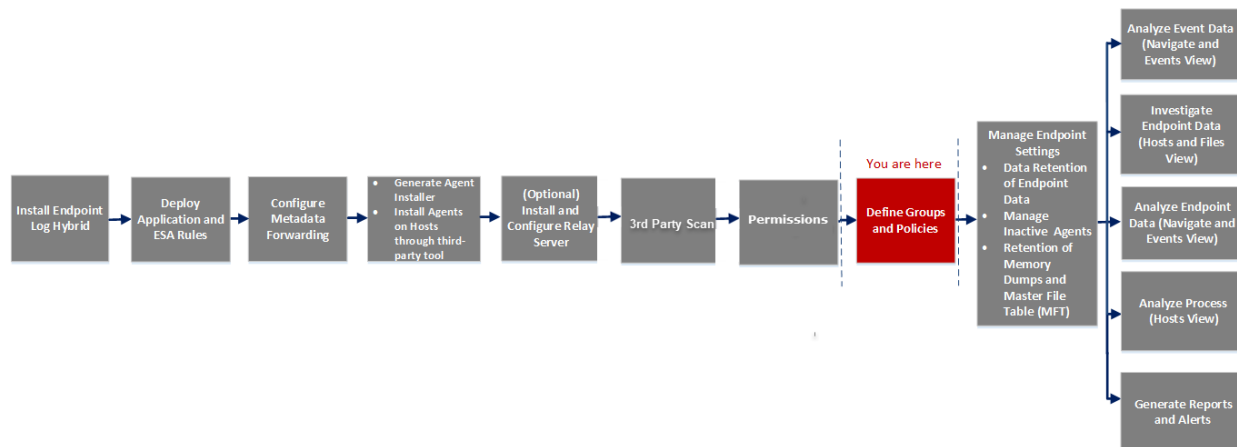 Install Endpoint
Log Hybrid
Deploy
Application and
ESA Rules
Configure
Metadata
Forwarding
• Generate Agent
Installer
• Install Agents
on Hosts
through third-
party tool
(Optional)
Install and
Configure Relay
Server
3rd Party Scan
Permissions
You are here
Define Groups
and Policies
Manage Endpoint
Settings
• Data Retention
of Endpoint
Data
• Manage
Inactive Agents
• Retention of
Memory
Dumps and
Master File
Table (MFT)
Analyze Event Data
(Navigate and
Events View)
Investigate
Endpoint Data
(Hosts and Files
View)
Analyze Endpoint
Data (Navigate and
Events View)
Analyze Process
(Hosts View)
Generate Reports
and Alerts